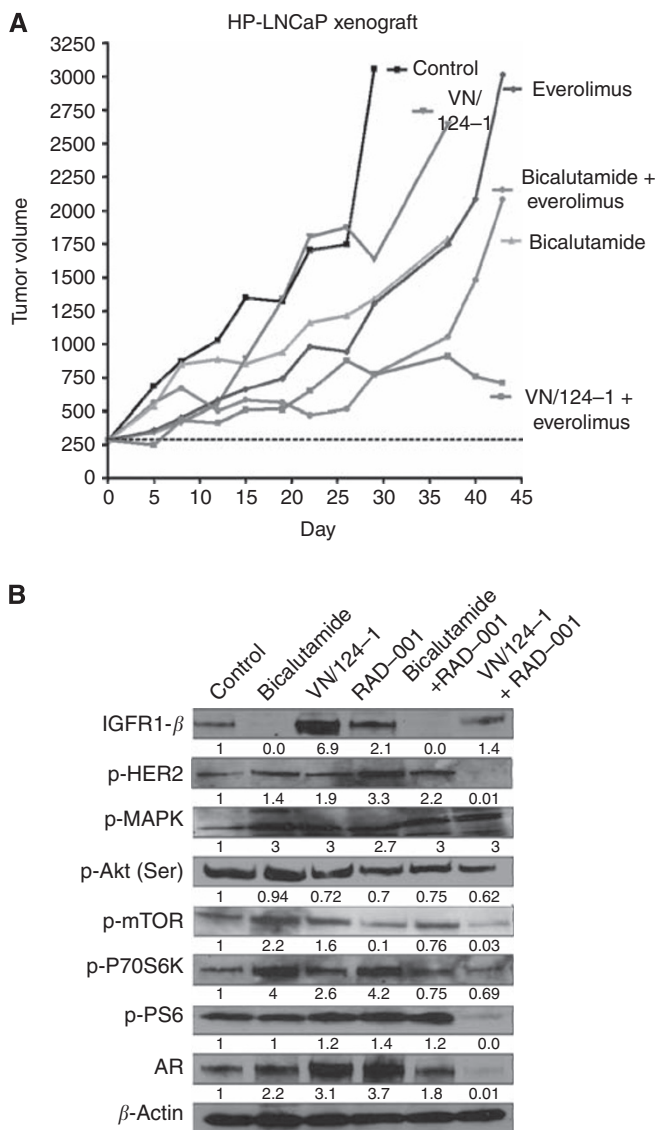 A
HP-LNCaP xenograft
3250
3000
2750
2500
2250
2000
1750
1500
1250
1000
750
500
250
0
Tumor volume
0 5 10 15 20 25 30 35 40 45
Day
Control
VN/
124–1
Everolimus
Bicalutamide +
everolimus
Bicalutamide
VN/124–1 +
everolimus
B
Control
Bicalutamide
VN/124–1
RAD–001
Bicalutamide
+RAD–001
VN/124–1
+ RAD–001
IGFR1-β
1 0.0 6.9 2.1 0.0 1.4
p-HER2
1 1.4 1.9 3.3 2.2 0.01
p-MAPK
1 3 3 2.7 3 3
p-Akt (Ser)
1 0.94 0.72 0.7 0.75 0.62
p-mTOR
1 2.2 1.6 0.1 0.76 0.03
p-P70S6K
1 4 2.6 4.2 0.75 0.69
p-PS6
1 1 1.2 1.4 1.2 0.0
AR
1 2.2 3.1 3.7 1.8 0.01
β-Actin